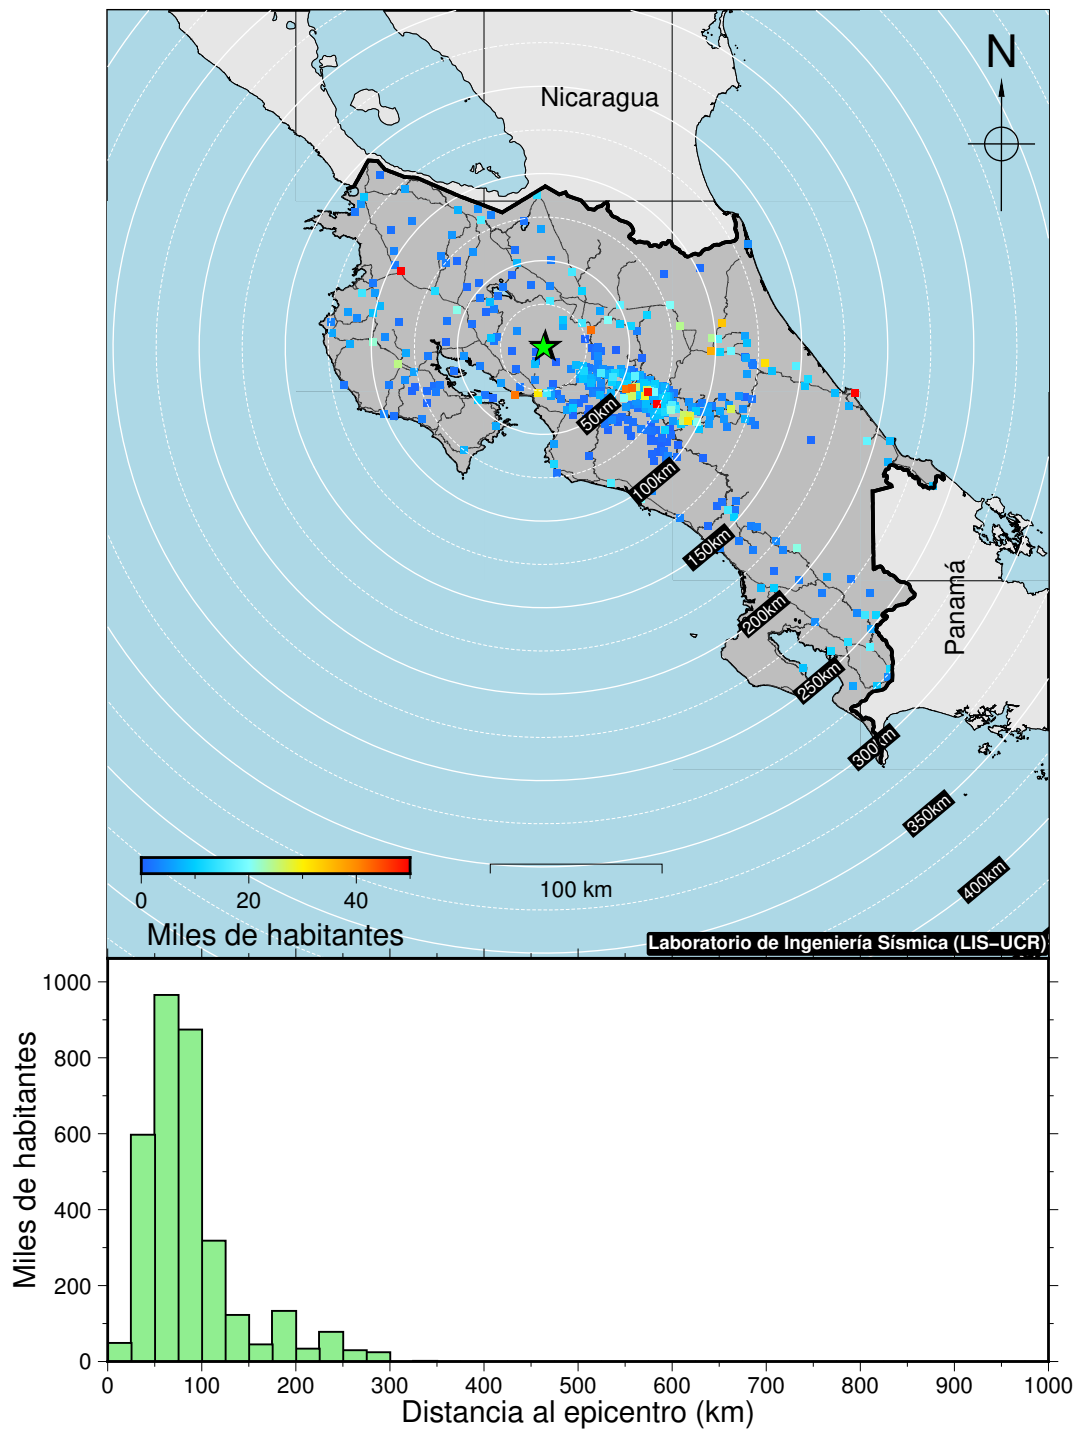 N
Nicaragua
50km
100km
150km
Panamá
200km
250km
300km
350km
400km
0
20
40
Miles de habitantes
100 km
Laboratorio de Ingeniería Sísmica (LIS−UCR)
1000
800
600
400
200
0
Miles de habitantes
0
100
200
300
400
500
600
700
800
900
1000
Distancia al epicentro (km)